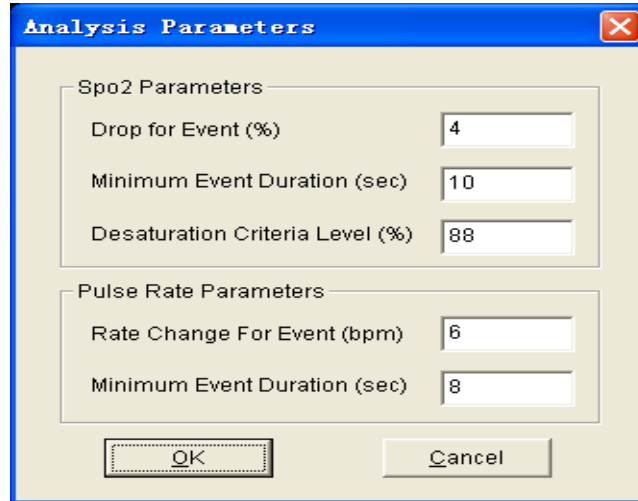 Analysis Parameters
Spo2 Parameters
Drop for Event (%) 4
Minimum Event Duration (sec) 10
Desaturation Criteria Level (%) 88
Pulse Rate Parameters
Rate Change For Event (bpm) 6
Minimum Event Duration (sec) 8
OK Cancel